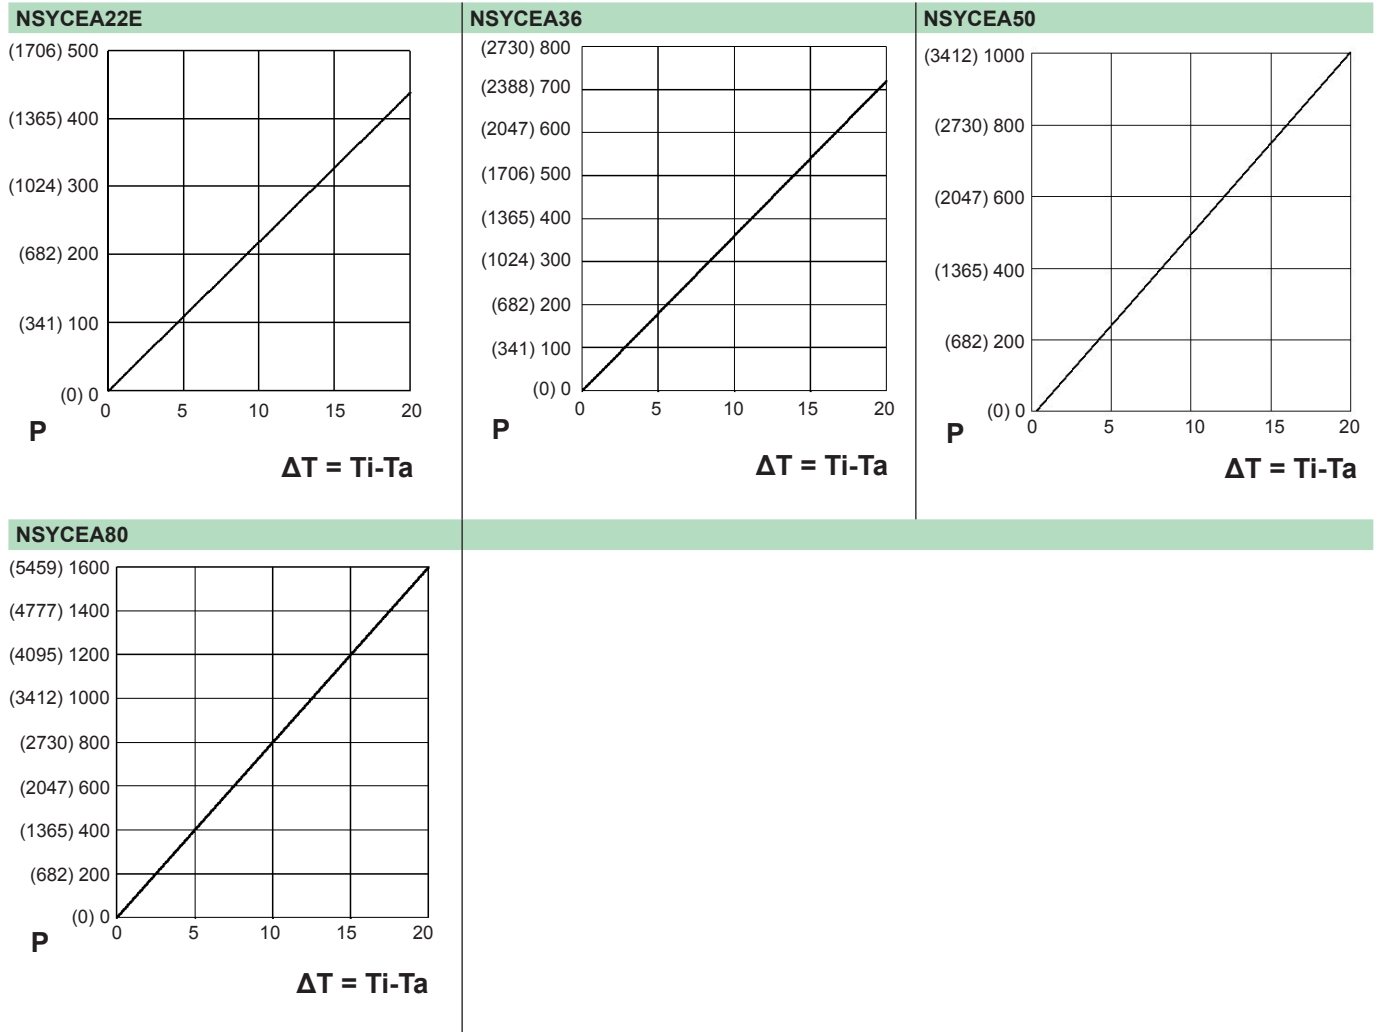 NSYCEA22E
(1706) 500
(1365) 400
(1024) 300
(682) 200
(341) 100
(0) 0
0 5 10 15 20
P
ΔT = Ti-Ta
NSYCEA36
(2730) 800
(2388) 700
(2047) 600
(1706) 500
(1365) 400
(1024) 300
(682) 200
(341) 100
(0) 0
0 5 10 15 20
P
ΔT = Ti-Ta
NSYCEA50
(3412) 1000
(2730) 800
(2047) 600
(1365) 400
(682) 200
(0) 0
0 5 10 15 20
P
ΔT = Ti-Ta
NSYCEA80
(5459) 1600
(4777) 1400
(4095) 1200
(3412) 1000
(2730) 800
(2047) 600
(1365) 400
(682) 200
(0) 0
0 5 10 15 20
P
ΔT = Ti-Ta